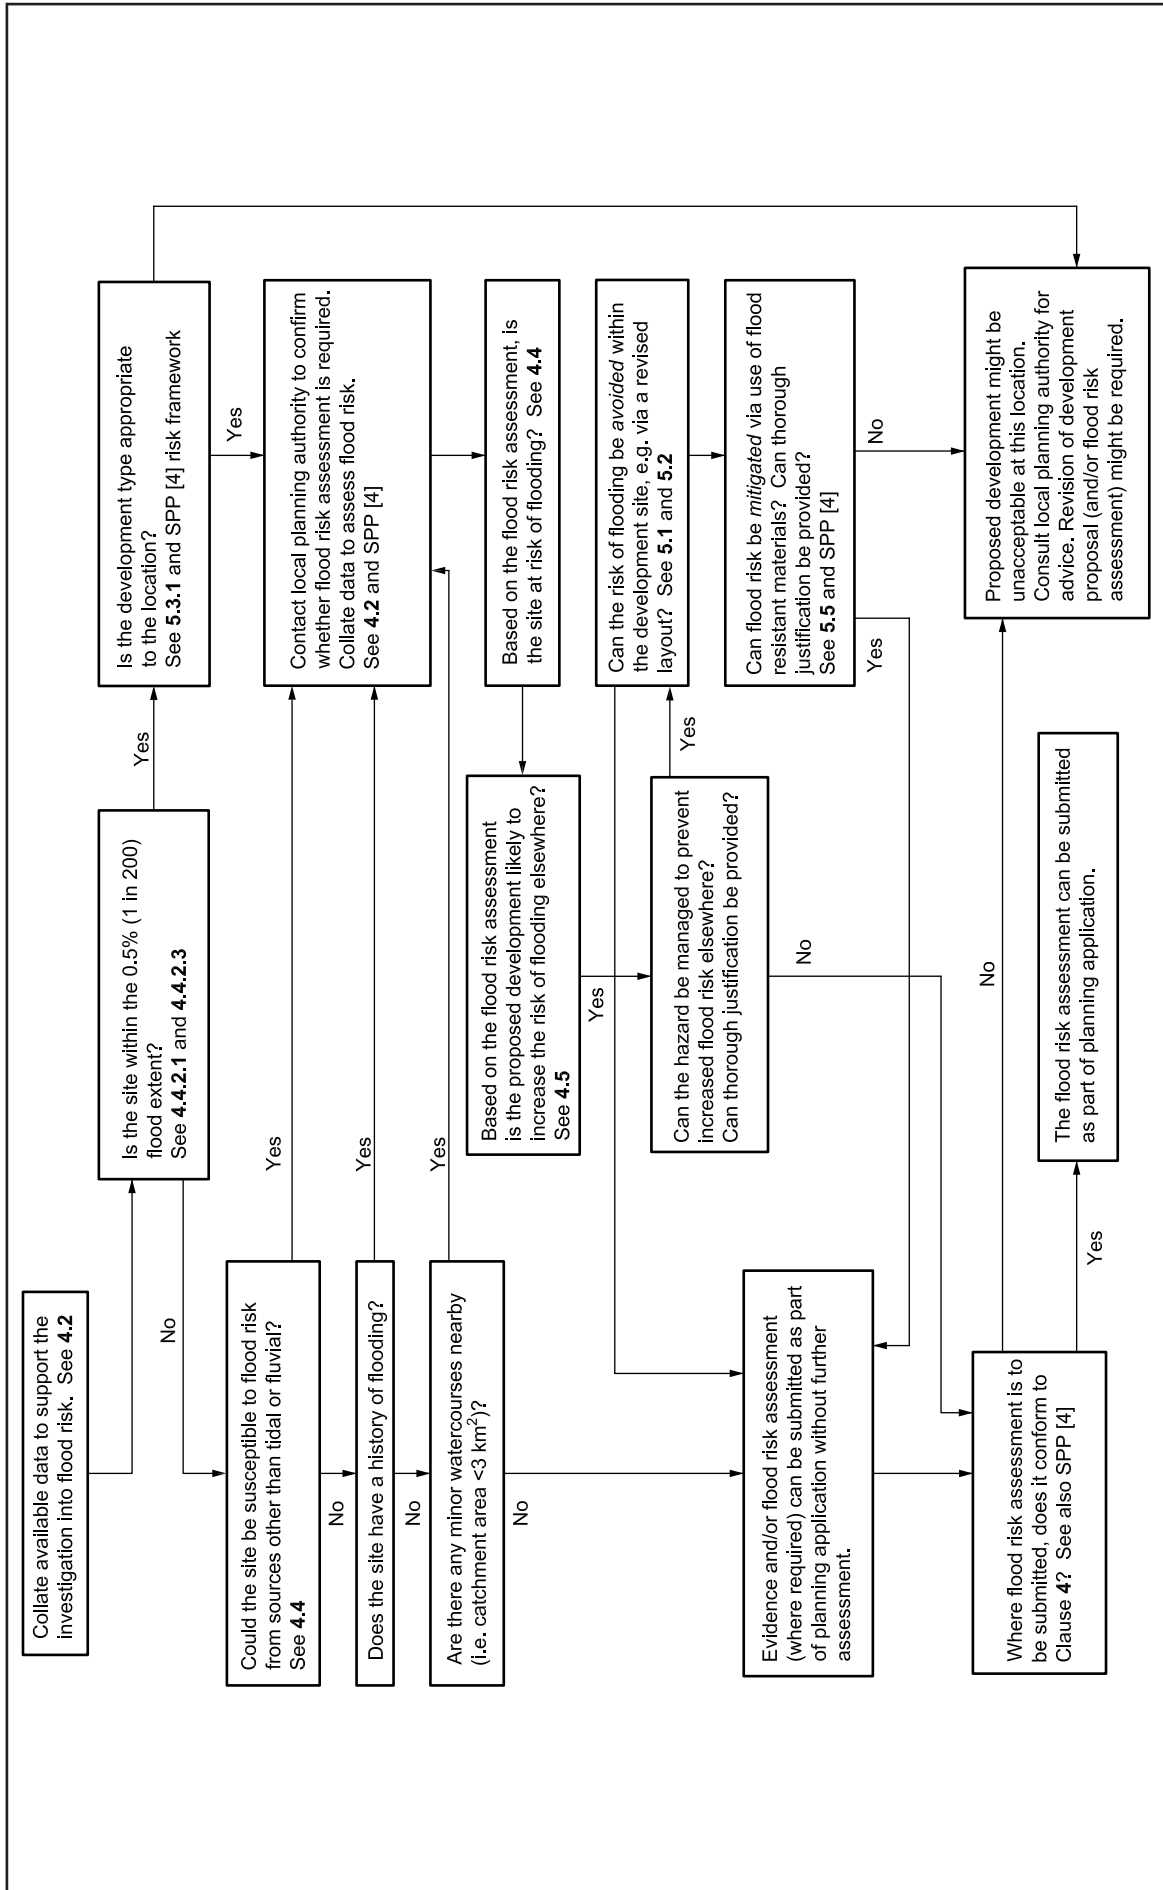 Collate available data to support the
investigation into flood risk. See 4.2
Is the site within the 0.5% (1 in 200)
flood extent?
See 4.4.2.1 and 4.4.2.3
Yes
No
Is the development type appropriate
to the location?
See 5.3.1 and SPP [4] risk framework
Yes
Could the site be susceptible to flood risk
from sources other than tidal or fluvial?
See 4.4
Yes
No
Contact local planning authority to confirm
whether flood risk assessment is required.
Collate data to assess flood risk.
See 4.2 and SPP [4]
Does the site have a history of flooding?
Yes
No
Are there any minor watercourses nearby
(i.e. catchment area <3 km²)?
Yes
No
Based on the flood risk assessment, is
the site at risk of flooding? See 4.4
Based on the flood risk assessment
is the proposed development likely to
increase the risk of flooding elsewhere?
See 4.5
Yes
Can the risk of flooding be avoided within
the development site, e.g. via a revised
layout? See 5.1 and 5.2
Can the hazard be managed to prevent
increased flood risk elsewhere?
Can thorough justification be provided?
Yes
No
Can flood risk be mitigated via use of flood
resistant materials? Can thorough
justification be provided?
See 5.5 and SPP [4]
Yes
No
Evidence and/or flood risk assessment
(where required) can be submitted as part
of planning application without further
assessment.
Where flood risk assessment is to
be submitted, does it conform to
Clause 4? See also SPP [4]
No
Yes
Proposed development might be
unacceptable at this location.
Consult local planning authority for
advice. Revision of development
proposal (and/or flood risk
assessment) might be required.
The flood risk assessment can be submitted
as part of planning application.